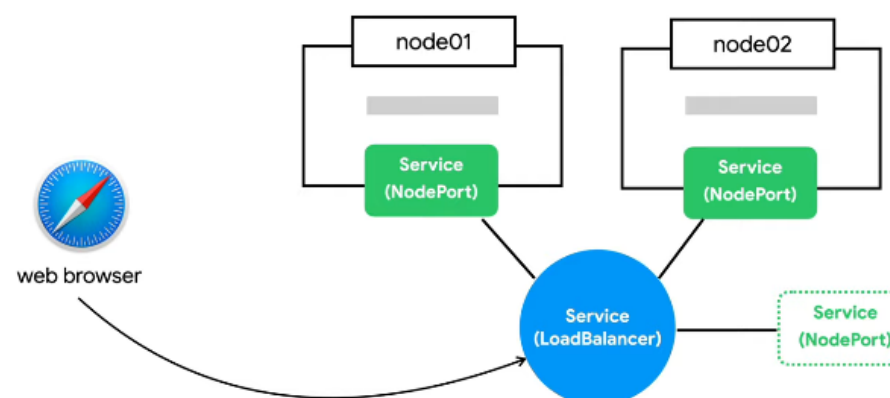 node01
node02
Service
(NodePort)
Service
(NodePort)
web browser
Service
(LoadBalancer)
Service
(NodePort)